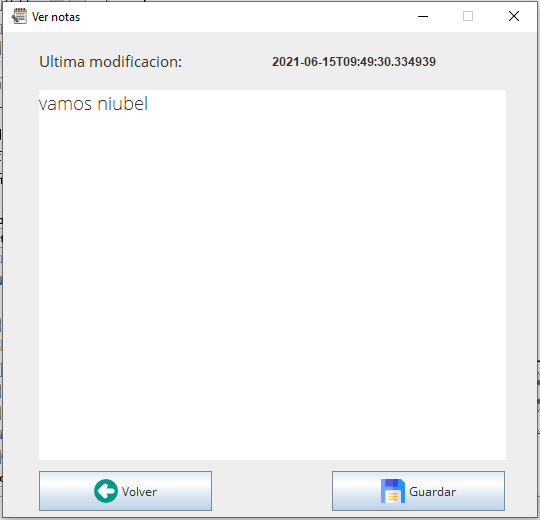 Ver notas
Ultima modificacion: 2021-06-15T09:49:30.334939
vamos niubel
Volver Guardar